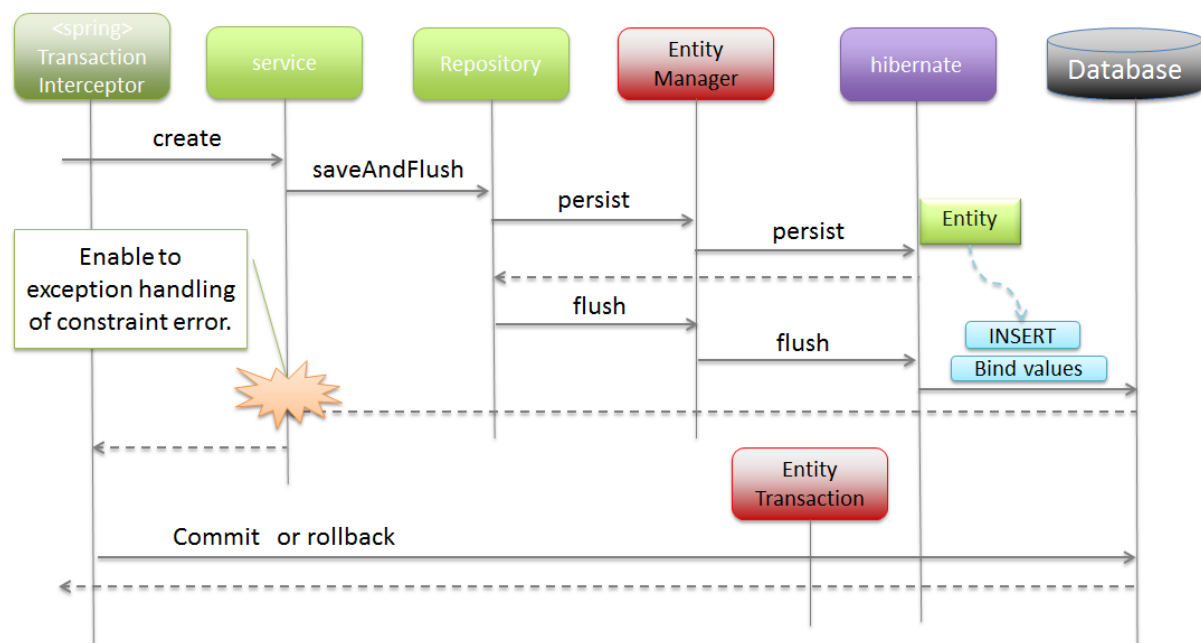 <spring>
Transaction
Interceptor
service
Repository
Entity
Manager
hibernate
Database
create
saveAndFlush
persist
persist
Entity
Enable to
exception handling
of constraint error.
flush
flush
INSERT
Bind values
Entity
Transaction
Commit or rollback